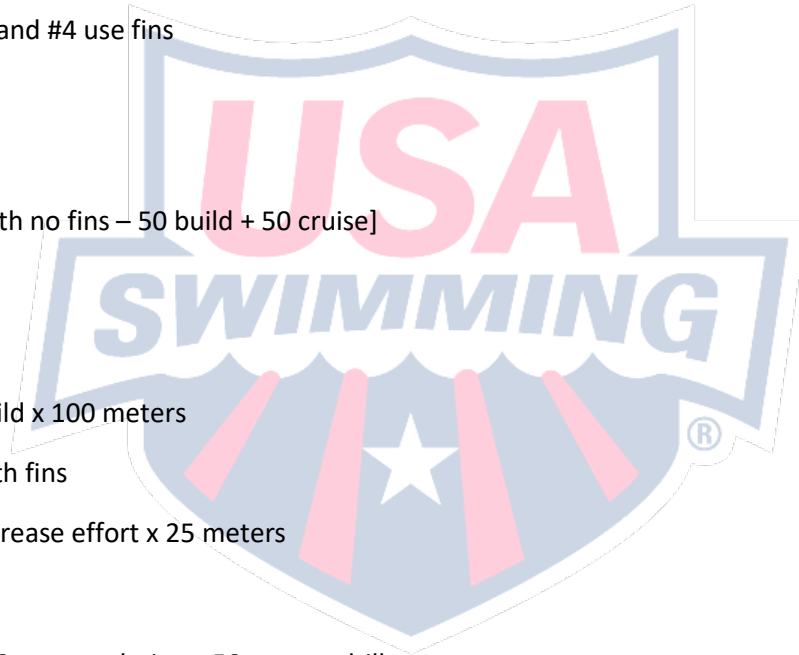 and #4 use fins
USA
th no fins – 50 build + 50 cruise]
SWIMMING
ild x 100 meters
®
th fins
rease effort x 25 meters